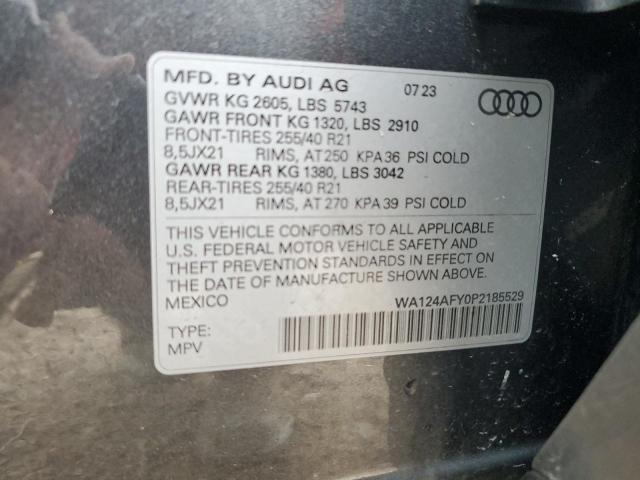 MFD. BY AUDI AG 07 23
GVWR KG 2605, LBS 5743
GAWR FRONT KG 1320, LBS 2910
FRONT-TIRES 255/40 R21
8,5JX21 RIMS, AT 250 KPA 36 PSI COLD
GAWR REAR KG 1380, LBS 3042
REAR-TIRES 255/40 R21
8,5JX21 RIMS, AT 270 KPA 39 PSI COLD
THIS VEHICLE CONFORMS TO ALL APPLICABLE
U.S. FEDERAL MOTOR VEHICLE SAFETY AND
THEFT PREVENTION STANDARDS IN EFFECT ON
THE DATE OF MANUFACTURE SHOWN ABOVE.
MEXICO WA124AFY0P2185529
TYPE:
MPV